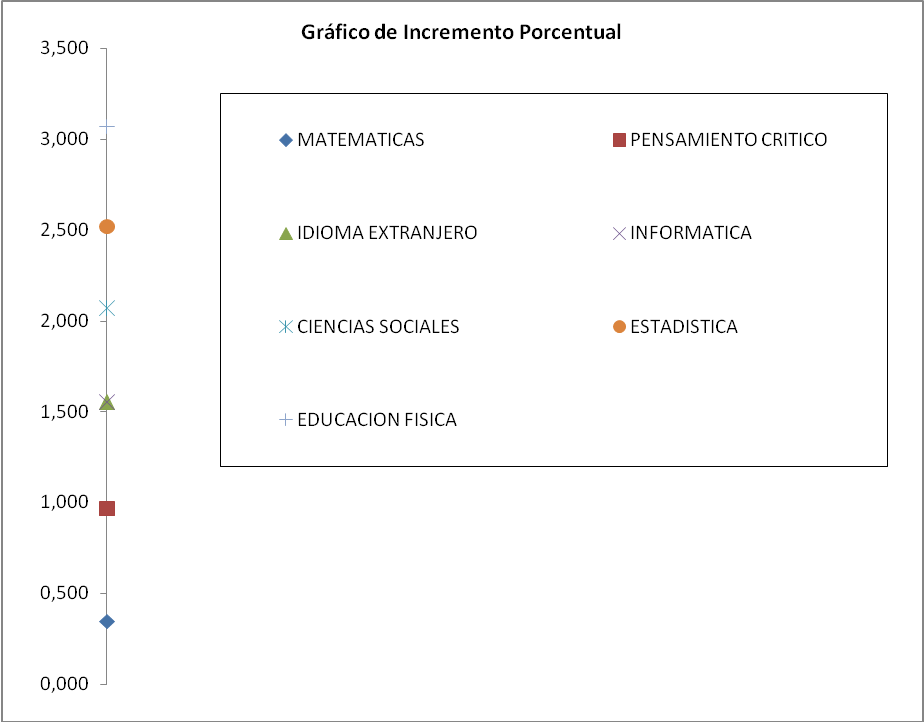 Gráfico de Incremento Porcentual
3,500
3,000
2,500
2,000
1,500
1,000
0,500
0,000
MATEMATICAS
PENSAMIENTO CRITICO
IDIOMA EXTRANJERO
INFORMATICA
CIENCIAS SOCIALES
ESTADISTICA
EDUCACION FISICA